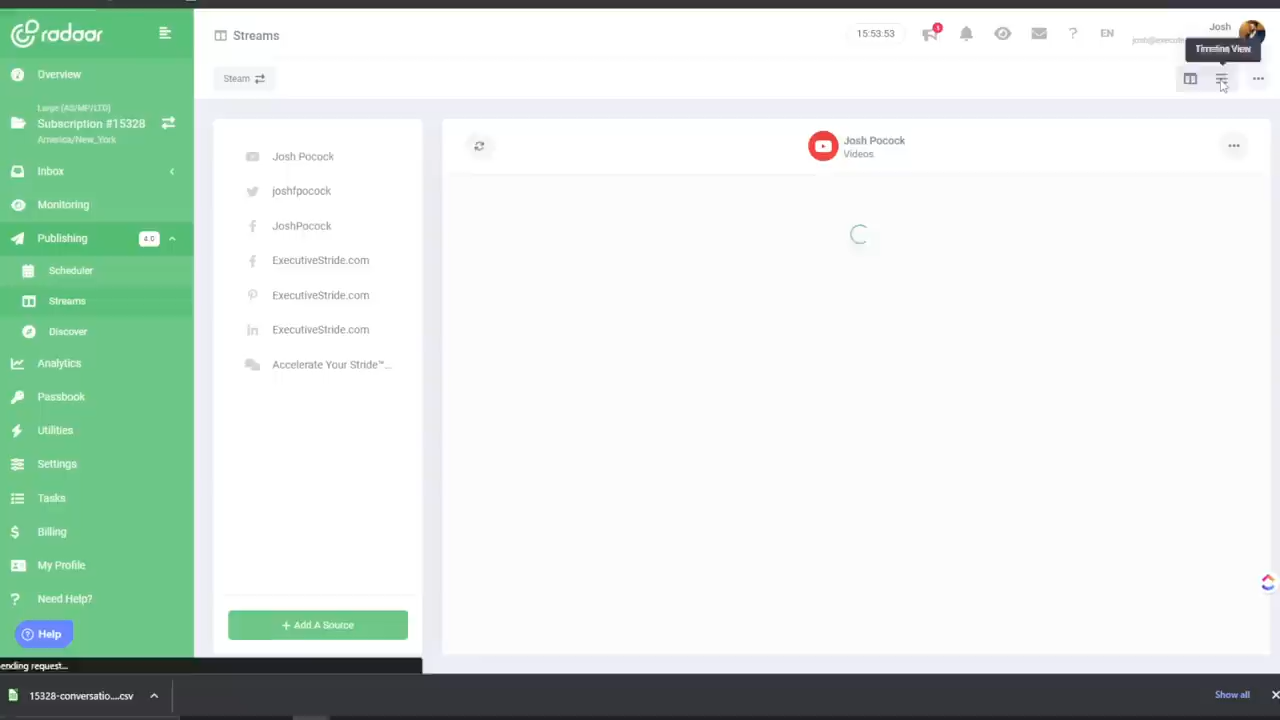 radaar
Streams
15:53:53
1
EN
Josh
Timeline View
Steam
Overview
Large (AS/MP/LTD)
Subscription #15328
America/New_York
Inbox
Monitoring
Publishing
4.0
Scheduler
Streams
Discover
Analytics
Passbook
Utilities
Settings
Tasks
Billing
My Profile
Need Help?
Help
ending request...
Josh Pocock
joshfpocock
JoshPocock
ExecutiveStride.com
ExecutiveStride.com
ExecutiveStride.com
Accelerate Your Stride™...
+ Add A Source
Josh Pocock
Videos
15328-conversatio....csv
Show all